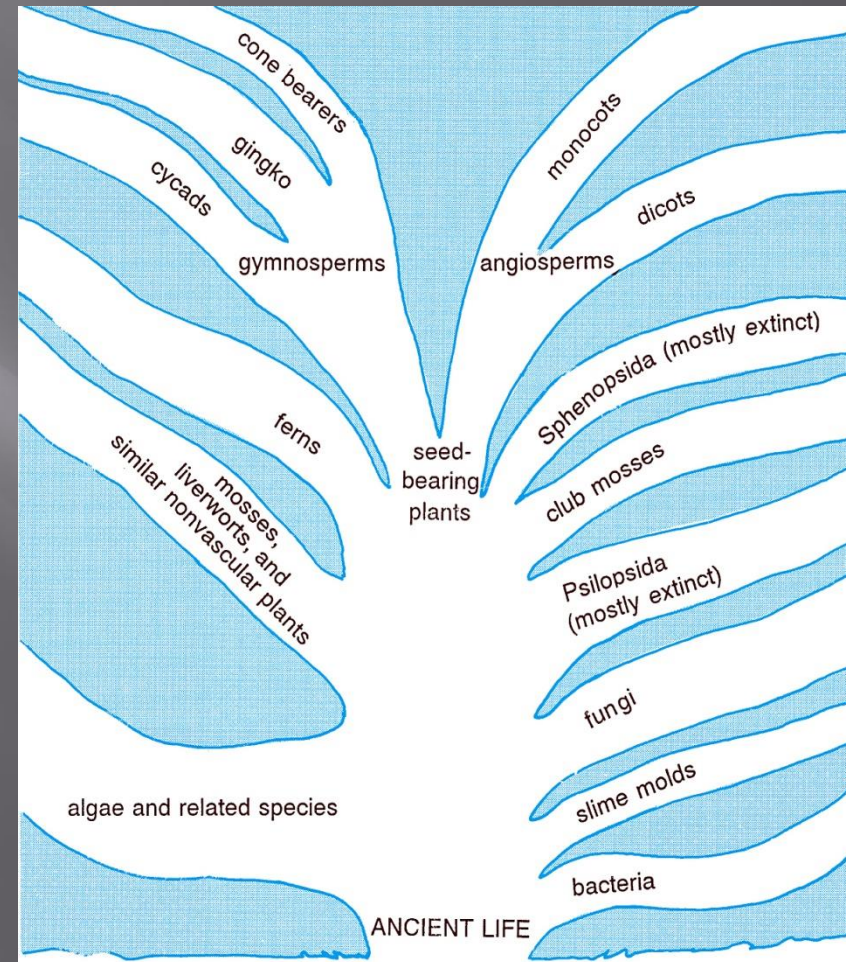 cone bearers
gingko
cycads
gymnosperms
monocots
dicots
angiosperms
Sphenopsida (mostly extinct)
seed-
bearing
plants
ferns
club mosses
mosses,
liverworts, and
similar nonvascular plants
Psilopsida
(mostly extinct)
fungi
algae and related species
slime molds
bacteria
ANCIENT LIFE